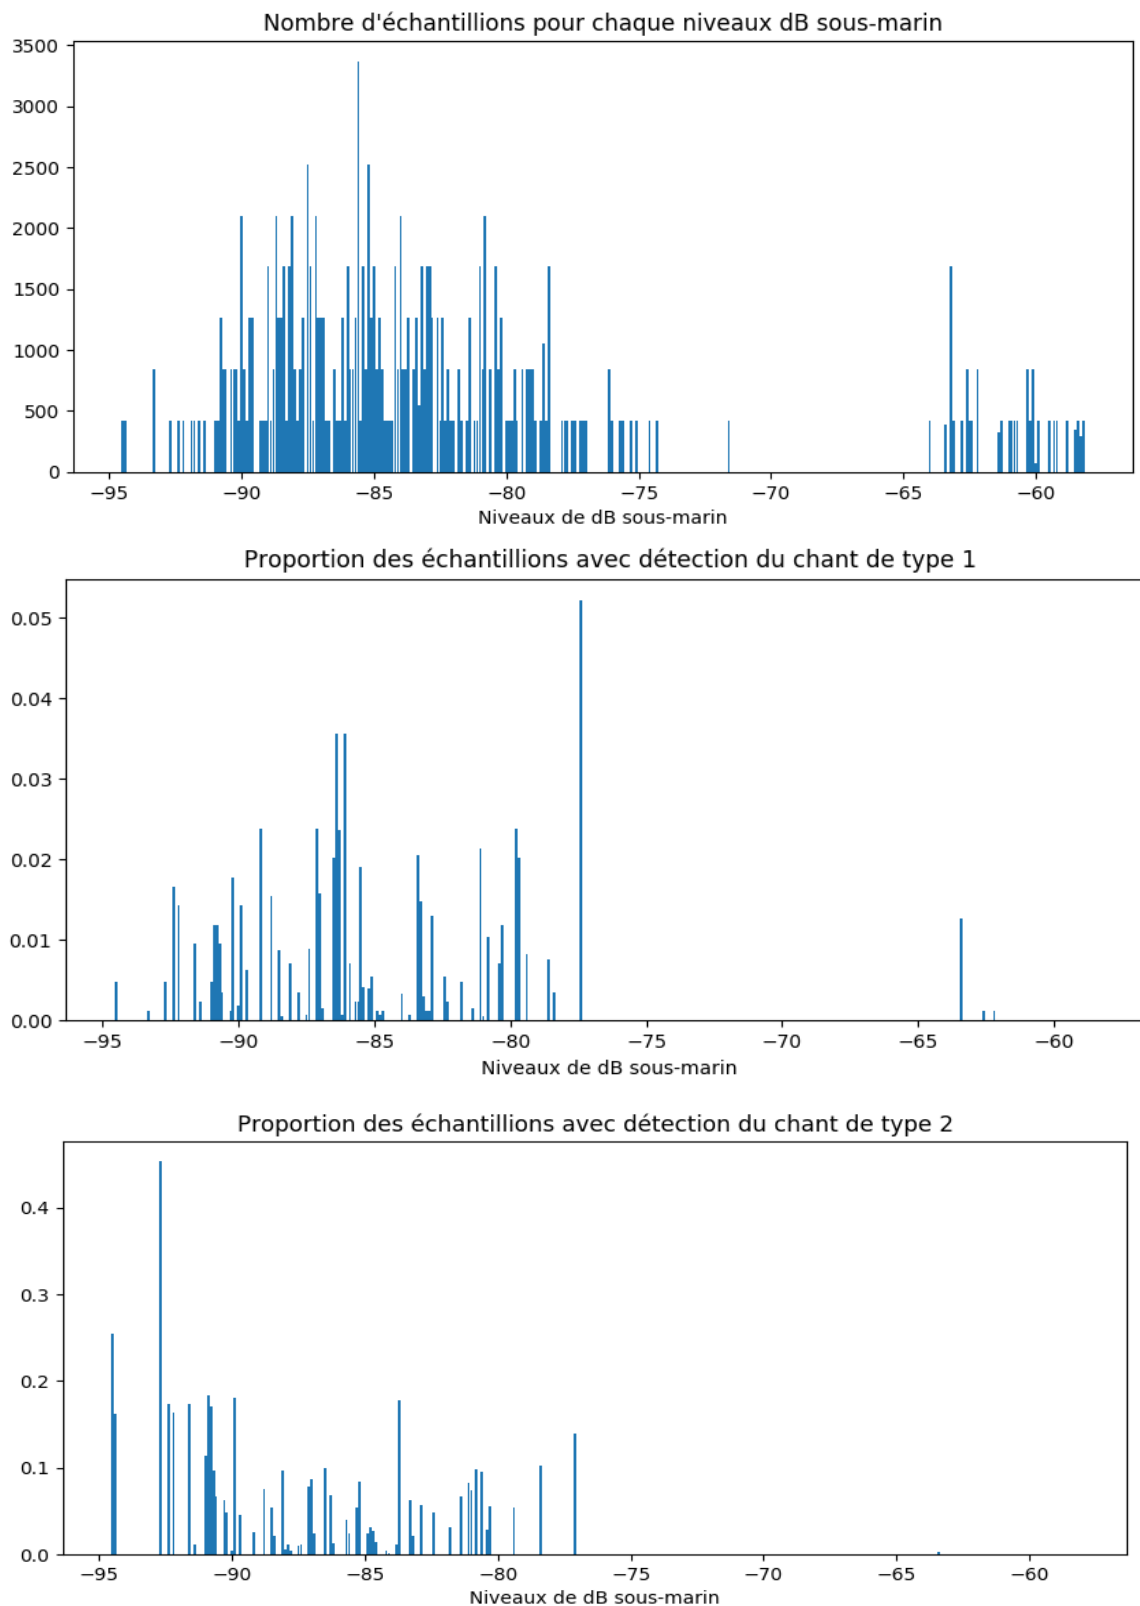 Nombre d'échantillions pour chaque niveaux dB sous-marin
3500
3000
2500
2000
1500
1000
500
0
−95 −90 −85 −80 −75 −70 −65 −60
Niveaux de dB sous-marin
Proportion des échantillions avec détection du chant de type 1
0.05
0.04
0.03
0.02
0.01
0.00
−95 −90 −85 −80 −75 −70 −65 −60
Niveaux de dB sous-marin
Proportion des échantillions avec détection du chant de type 2
0.4
0.3
0.2
0.1
0.0
−95 −90 −85 −80 −75 −70 −65 −60
Niveaux de dB sous-marin